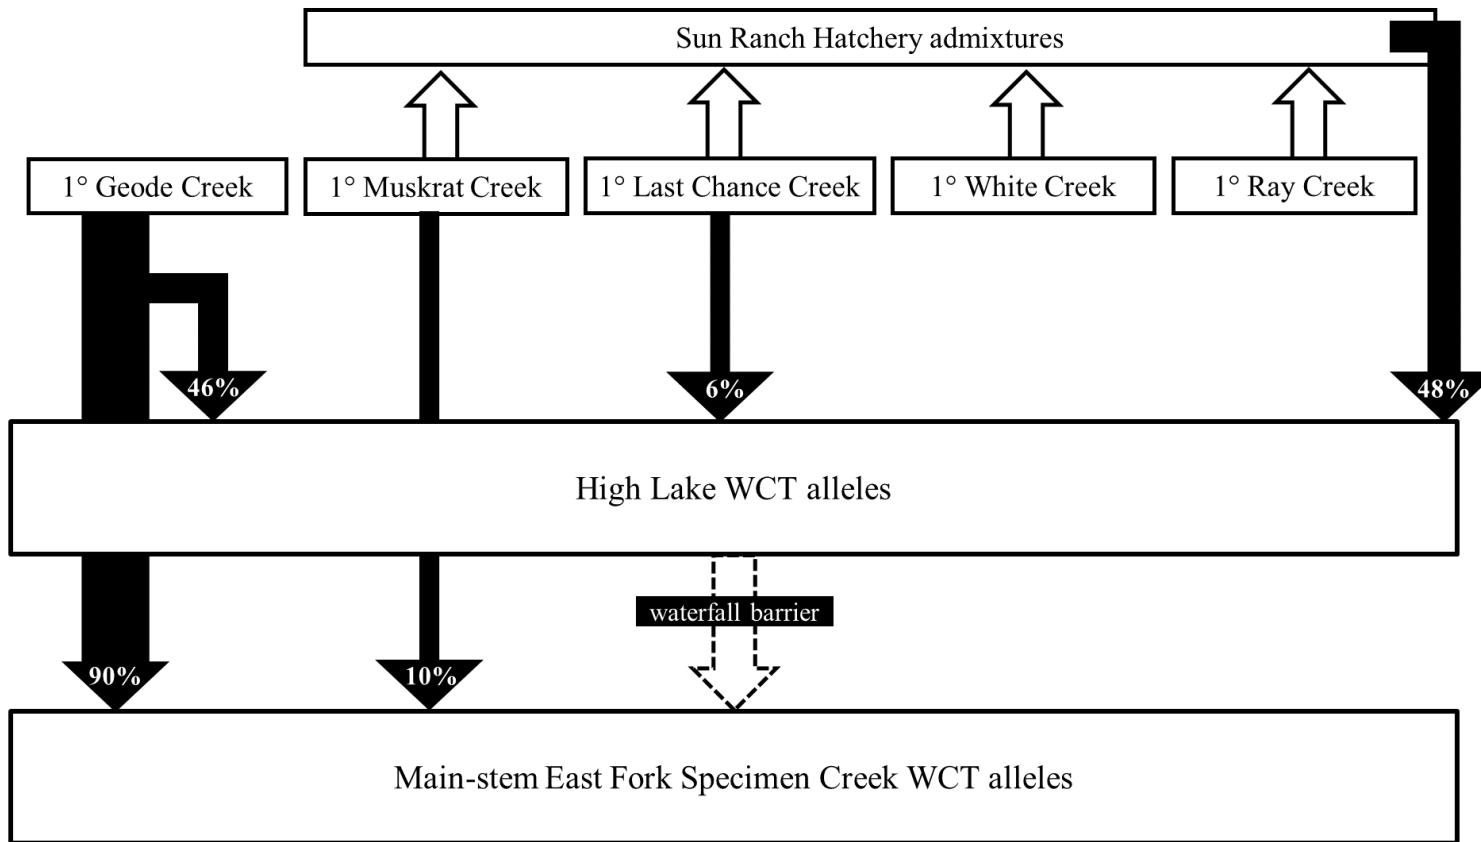 Sun Ranch Hatchery admixtures
1° Geode Creek
1° Muskrat Creek
1° Last Chance Creek
1° White Creek
1° Ray Creek
46%
6%
48%
High Lake WCT alleles
waterfall barrier
90%
10%
Main-stem East Fork Specimen Creek WCT alleles